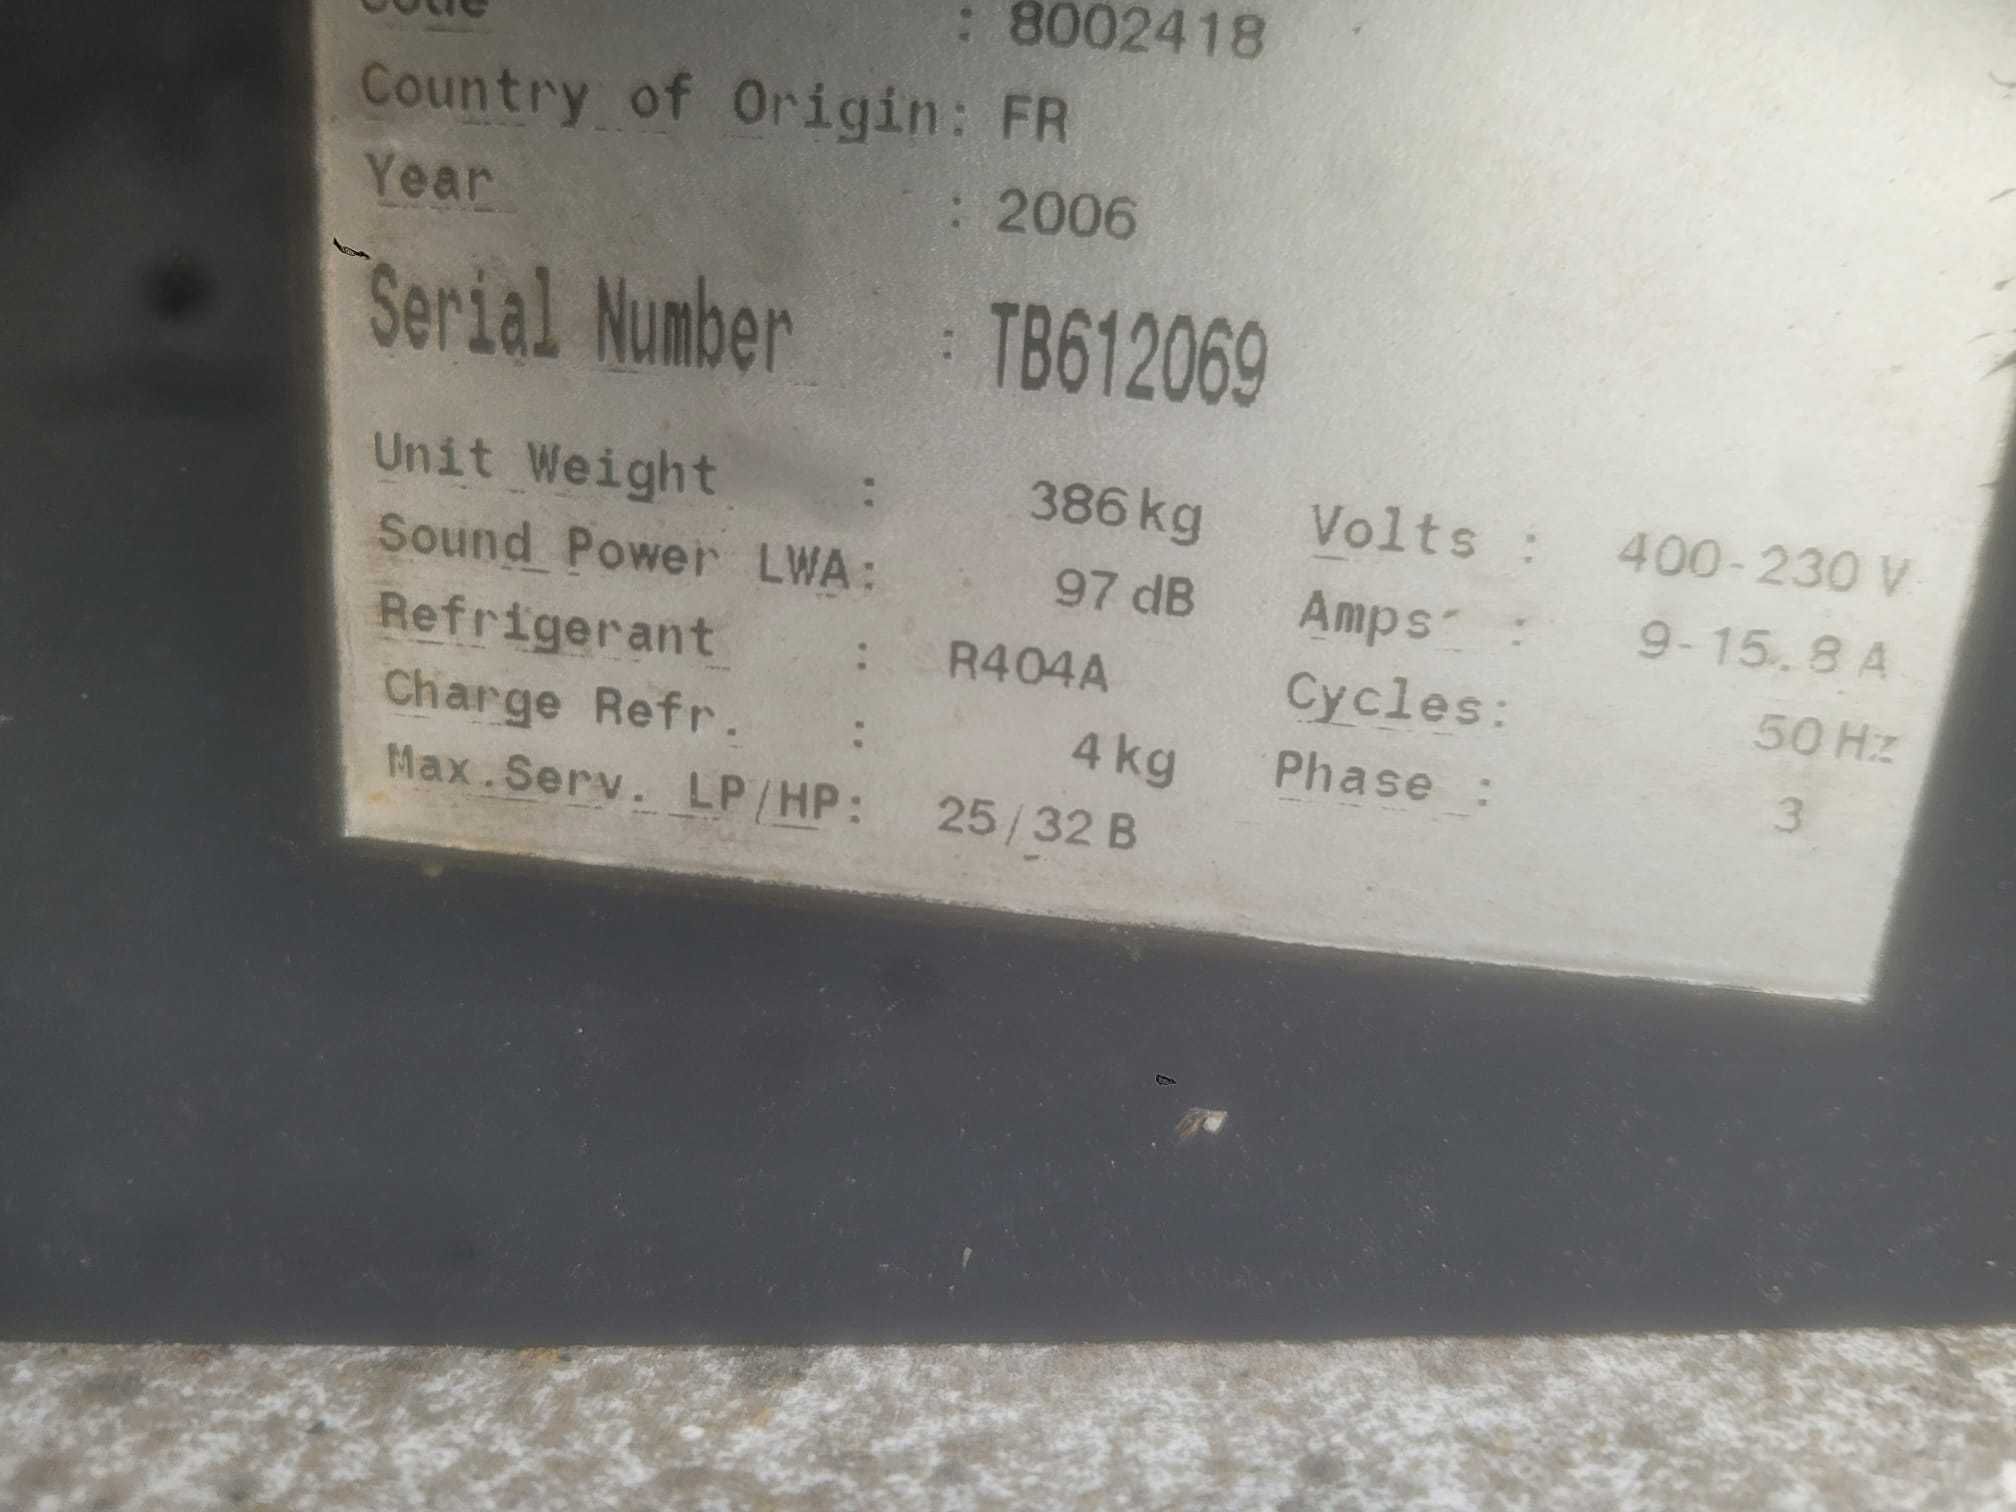 Code : 8002418
Country of Origin: FR
Year : 2006
Serial Number : TB612069
Unit Weight : 386 kg Volts : 400-230 V
Sound Power LWA: 97 dB Amps : 9-15.8 A
Refrigerant : R404A Cycles: 50 Hz
Charge Refr. : 4 kg Phase : 3
Max.Serv. LP/HP: 25/32 B